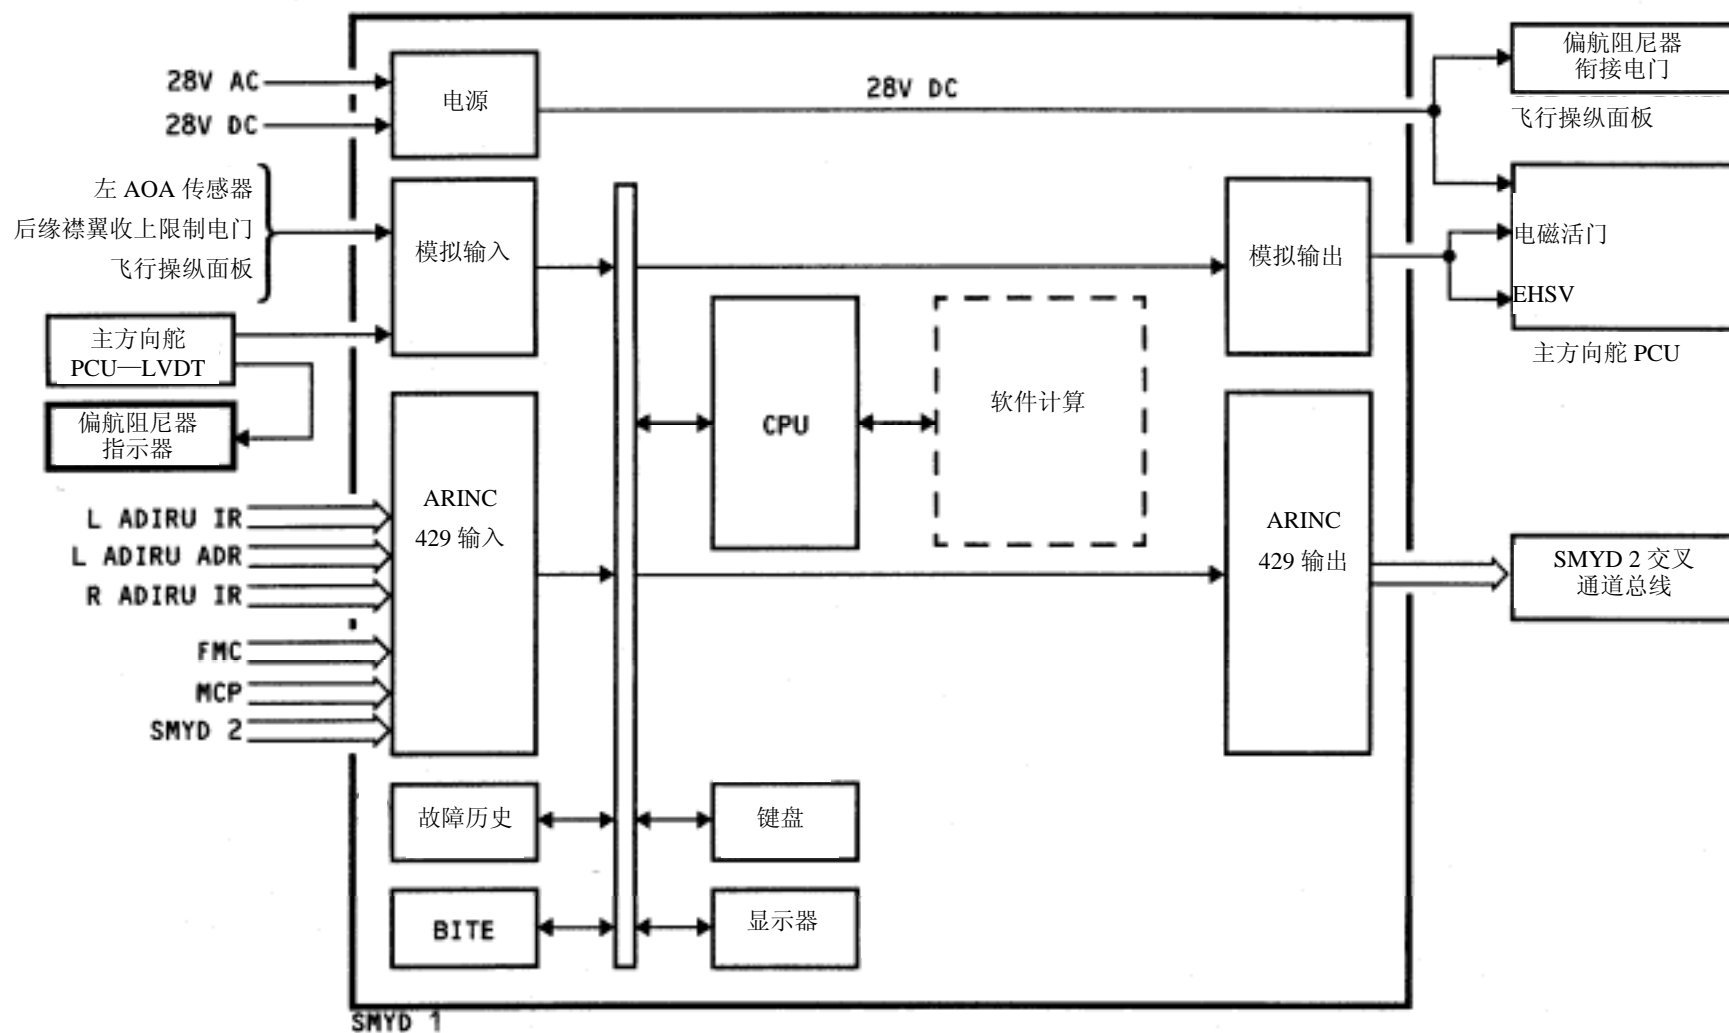 28V AC
28V DC
电源
28V DC
偏航阻尼器
衔接电门
飞行操纵面板
左 AOA 传感器
后缘襟翼收上限制电门
飞行操纵面板
模拟输入
模拟输出
电磁活门
EHSV
主方向舵 PCU
主方向舵
PCU—LVDT
偏航阻尼器
指示器
CPU
软件计算
L ADIRU IR
L ADIRU ADR
R ADIRU IR
FMC
MCP
SMYD 2
ARINC
429 输入
ARINC
429 输出
SMYD 2 交叉
通道总线
故障历史
键盘
BITE
显示器
SMYD 1